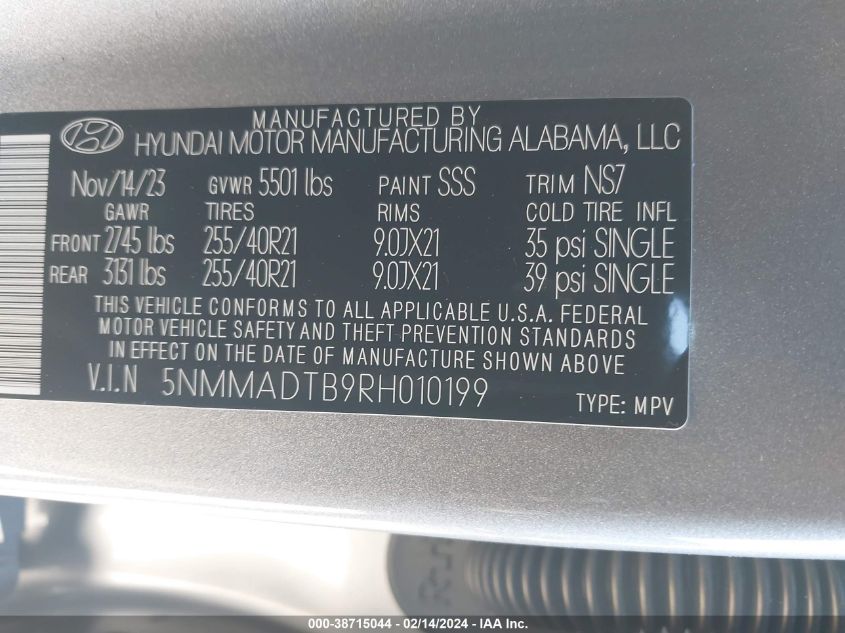 MANUFACTURED BY
HYUNDAI MOTOR MANUFACTURING ALABAMA, LLC
Nov/14/23 GVWR 5501 lbs PAINT SSS TRIM NS7
GAWR TIRES RIMS COLD TIRE INFL
FRONT 2745 lbs 255/40R21 9.0JX21 35 psi SINGLE
REAR 3131 lbs 255/40R21 9.0JX21 39 psi SINGLE
THIS VEHICLE CONFORMS TO ALL APPLICABLE U.S.A. FEDERAL
MOTOR VEHICLE SAFETY AND THEFT PREVENTION STANDARDS
IN EFFECT ON THE DATE OF MANUFACTURE SHOWN ABOVE
V.I.N 5NMMADTB9RH010199
TYPE: MPV
000-38715044 - 02/14/2024 - IAA Inc.